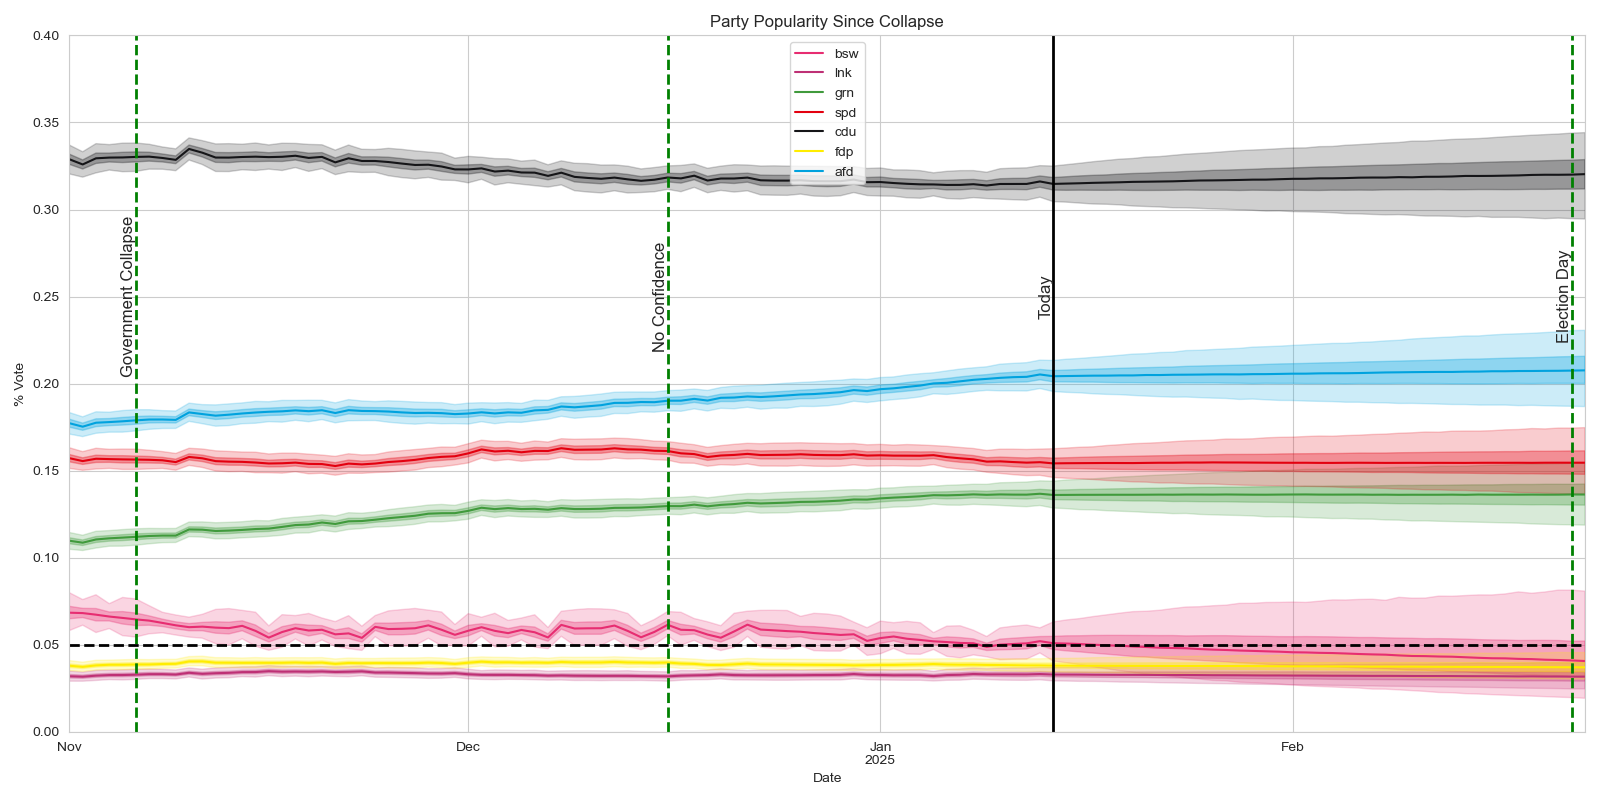 Party Popularity Since Collapse
0.40
0.35
0.30
0.25
0.20
0.15
0.10
0.05
0.00
% Vote
bsw
lnk
grn
spd
cdu
fdp
afd
Government Collapse
No Confidence
Today
Election Day
Nov
Dec
Jan
2025
Feb
Date